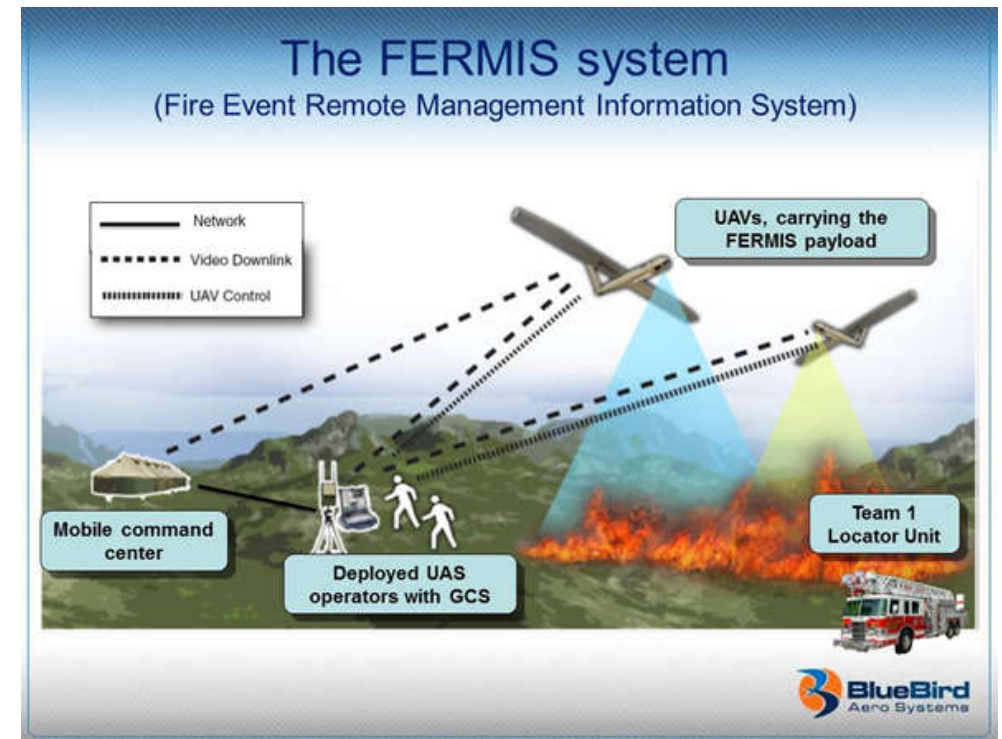 The FERMIS system
(Fire Event Remote Management Information System)
Network
Video Downlink
UAV Control
UAVs, carrying the
FERMIS payload
Mobile command
center
Deployed UAS
operators with GCS
Team 1
Locator Unit
BlueBird
Aero Systems